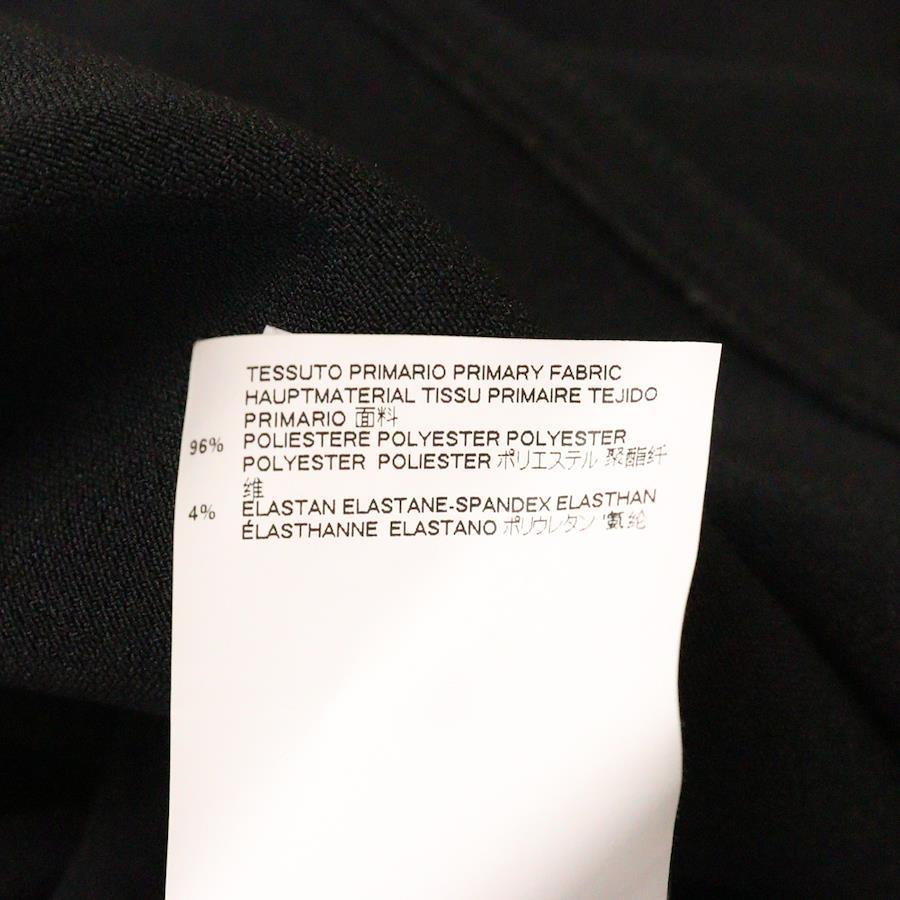 TESSUTO PRIMARIO PRIMARY FABRIC
HAUPTMATERIAL TISSU PRIMAIRE TEJIDO
PRIMARIO 面料
96% POLIESTERE POLYESTER POLYESTER
POLYESTER POLIESTER ポリエステル 聚酯纤
维
4% ELASTAN ELASTANE-SPANDEX ELASTHAN
ÉLASTHANNE ELASTANO ポリウレタン '氨纶